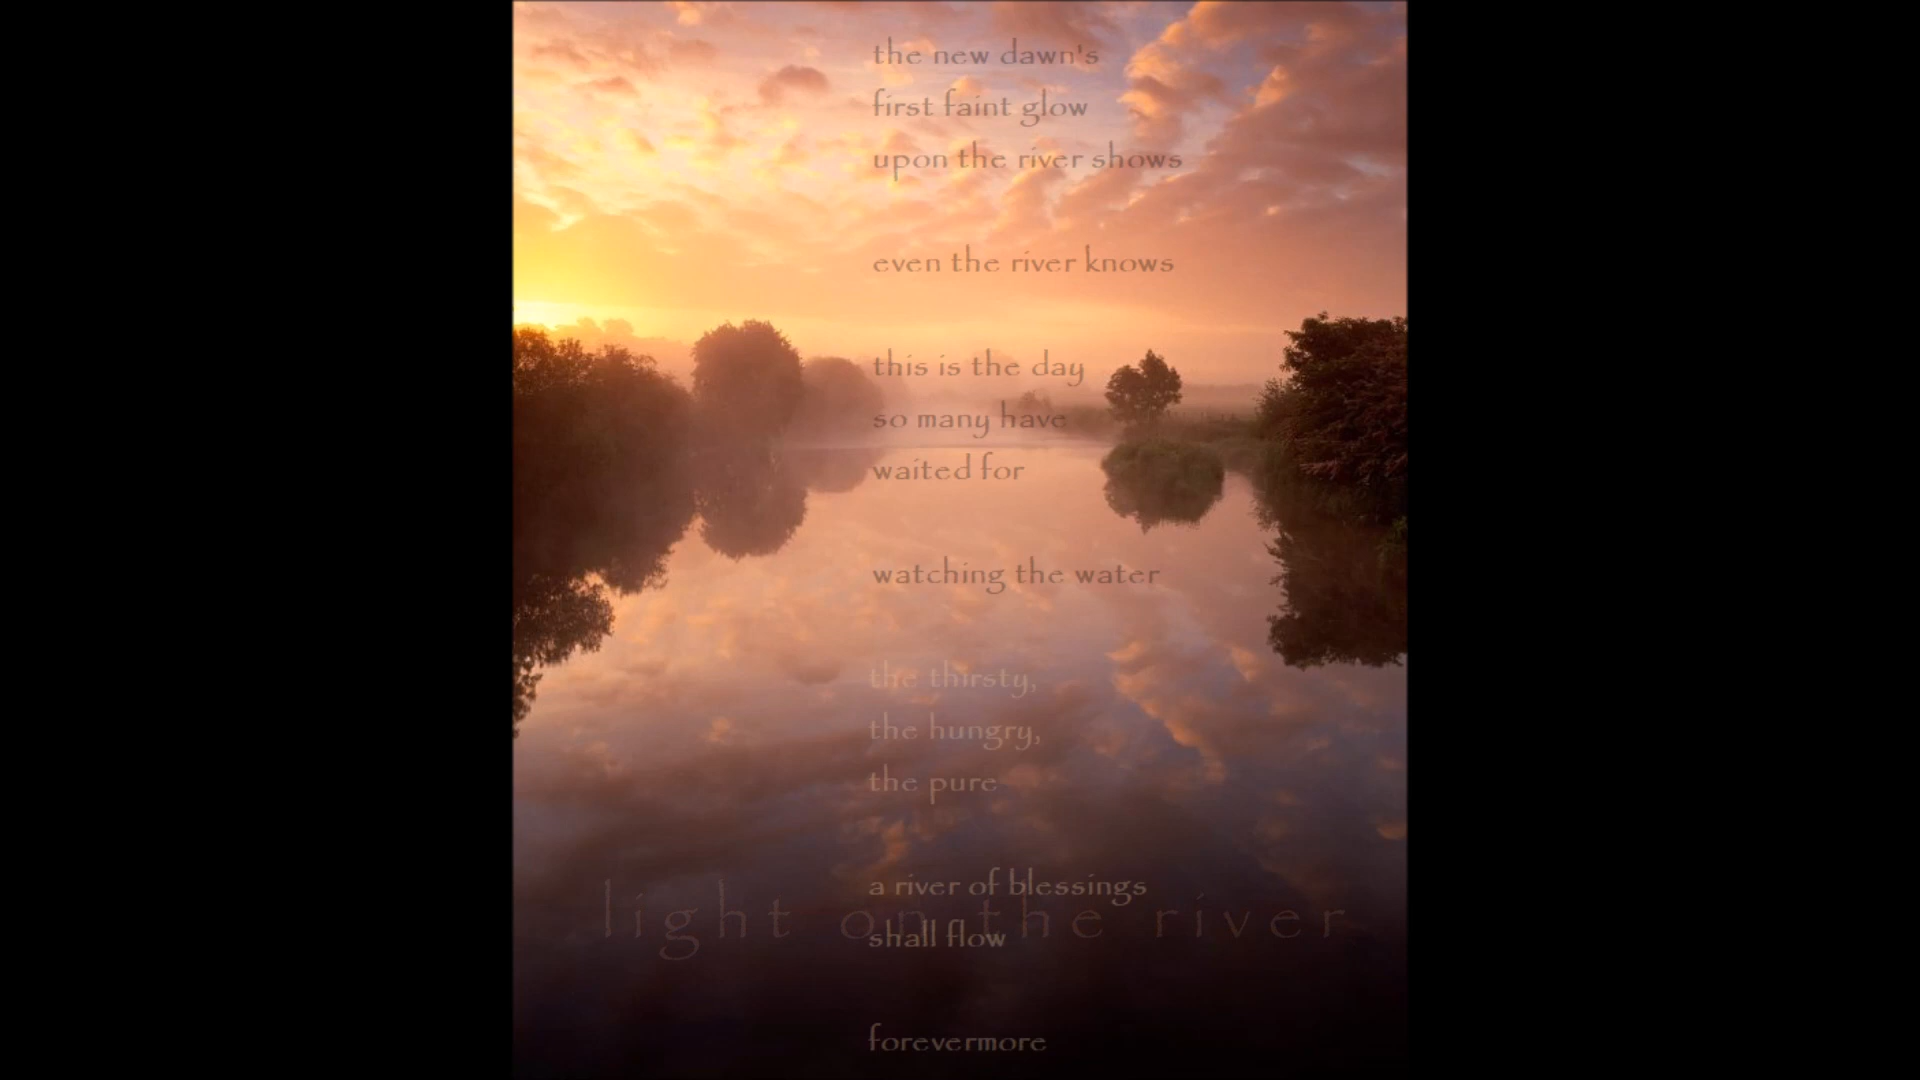 the new dawn's
first faint glow
upon the river shows
even the river knows
this is the day
so many have
waited for
watching the water
the thirsty,
the hungry,
the pure
a river of blessings
light on the river
shall flow
forevermore